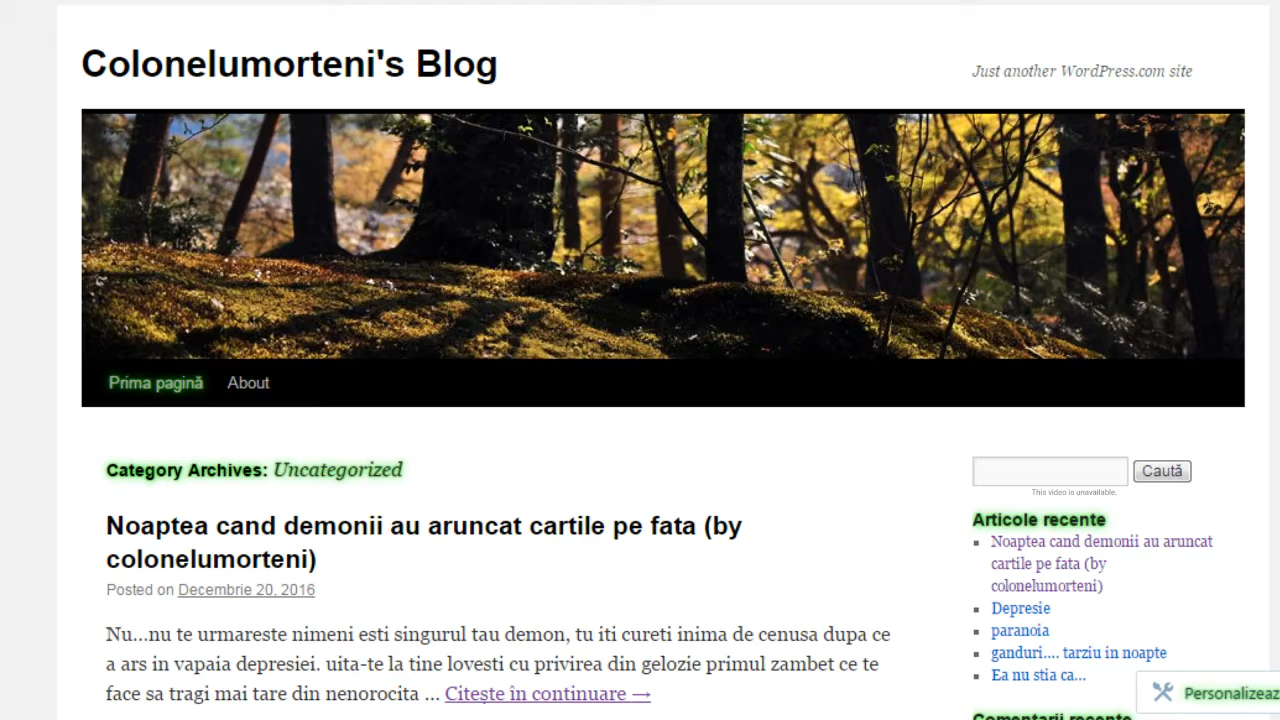 Colonelumorteni's Blog
Just another WordPress.com site
Prima pagină About
Category Archives: Uncategorized
Noaptea cand demonii au aruncat cartile pe fata (by
colonelumorteni)
Posted on Decembrie 20, 2016
Nu...nu te urmareste nimeni esti singurul tau demon, tu iti cureti inima de cenusa dupa ce
a ars in vapaia depresiei. uita-te la tine lovesti cu privirea din gelozie primul zambet ce te
face sa tragi mai tare din nenorocita ... Citește în continuare →
Caută
This video is unavailable.
Articole recente
Noaptea cand demonii au aruncat
cartile pe fata (by
colonelumorteni)
Depresie
paranoia
ganduri.... tarziu in noapte
Ea nu stia ca...
Personalizeaz
Comentarii recente